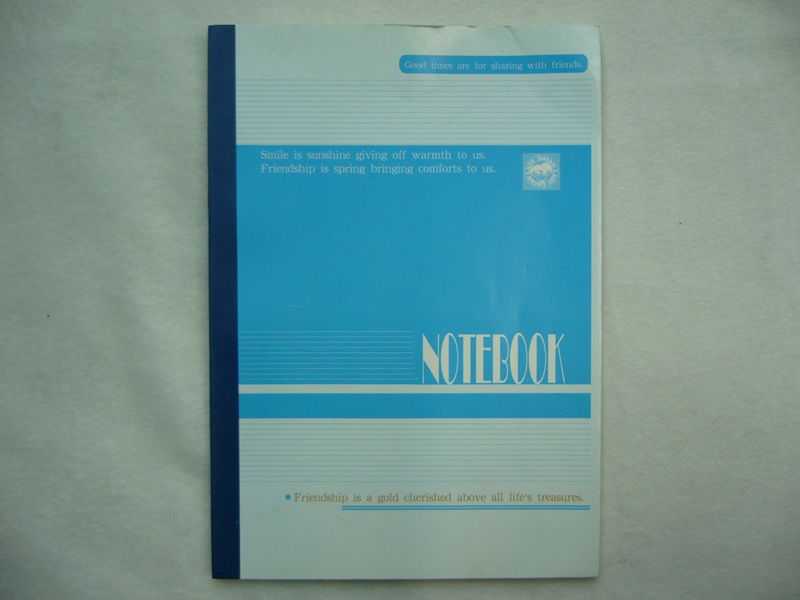 Good times are for sharing with friends.
Smile is sunshine giving off warmth to us.
Friendship is spring bringing comforts to us.
NOTEBOOK
Friendship is a gold cherished above all life's treasures.